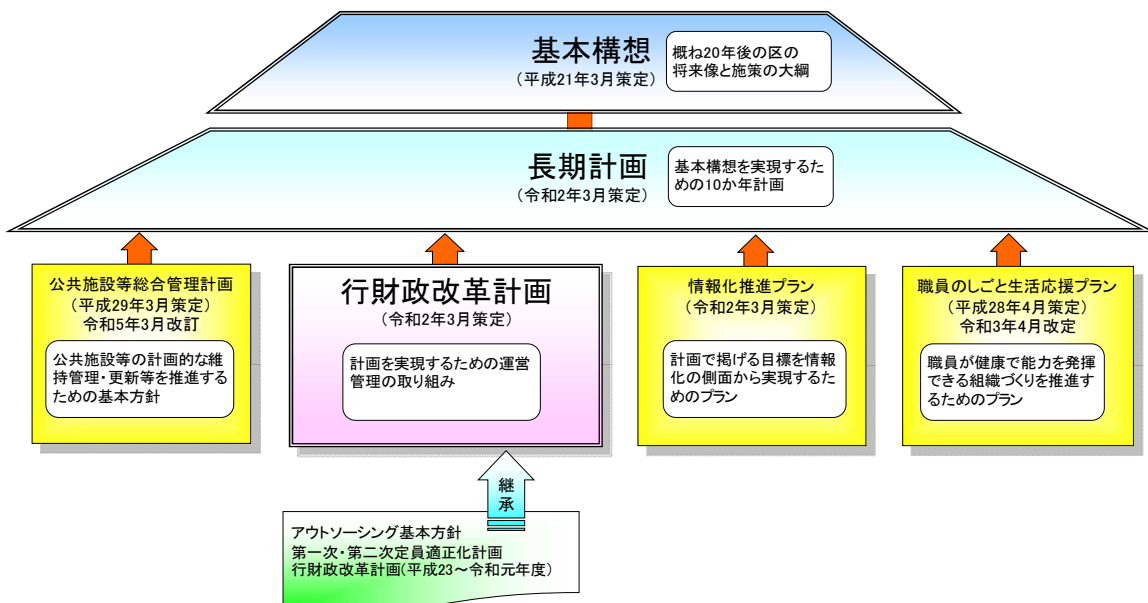 基本構想
(平成21年3月策定)
概ね20年後の区の
将来像と施策の大綱
長期計画
(令和2年3月策定)
基本構想を実現するた
めの10か年計画
公共施設等総合管理計画
(平成29年3月策定)
令和5年3月改訂
公共施設等の計画的な維
持管理・更新等を推進する
ための基本方針
行財政改革計画
(令和2年3月策定)
計画を実現するための運営
管理の取り組み
情報化推進プラン
(令和2年3月策定)
計画で掲げる目標を情報
化の側面から実現するた
めのプラン
職員のしごと生活応援プラン
(平成28年4月策定)
令和3年4月改定
職員が健康で能力を発揮
できる組織づくりを推進す
るためのプラン
継
承
アウトソーシング基本方針
第一次・第二次定員適正化計画
行財政改革計画(平成23～令和元年度)